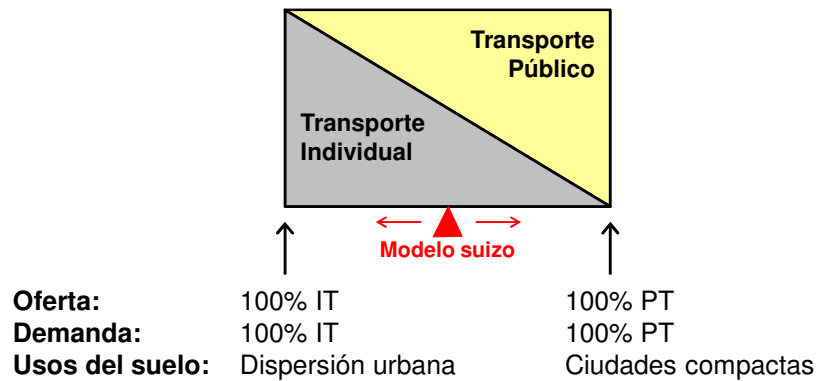 Transporte
Público
Transporte
Individual
Modelo suizo
Oferta: 100% IT 100% PT
Demanda: 100% IT 100% PT
Usos del suelo: Dispersión urbana Ciudades compactas